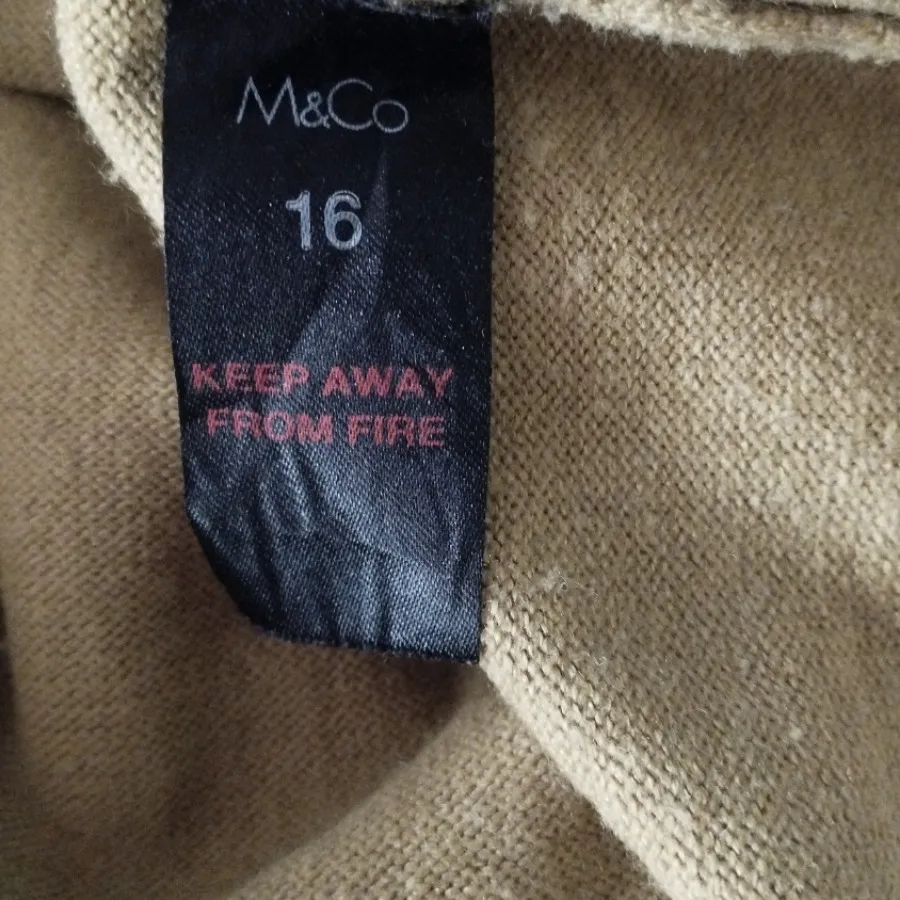 M&Co
16
KEEP AWAY
FROM FIRE